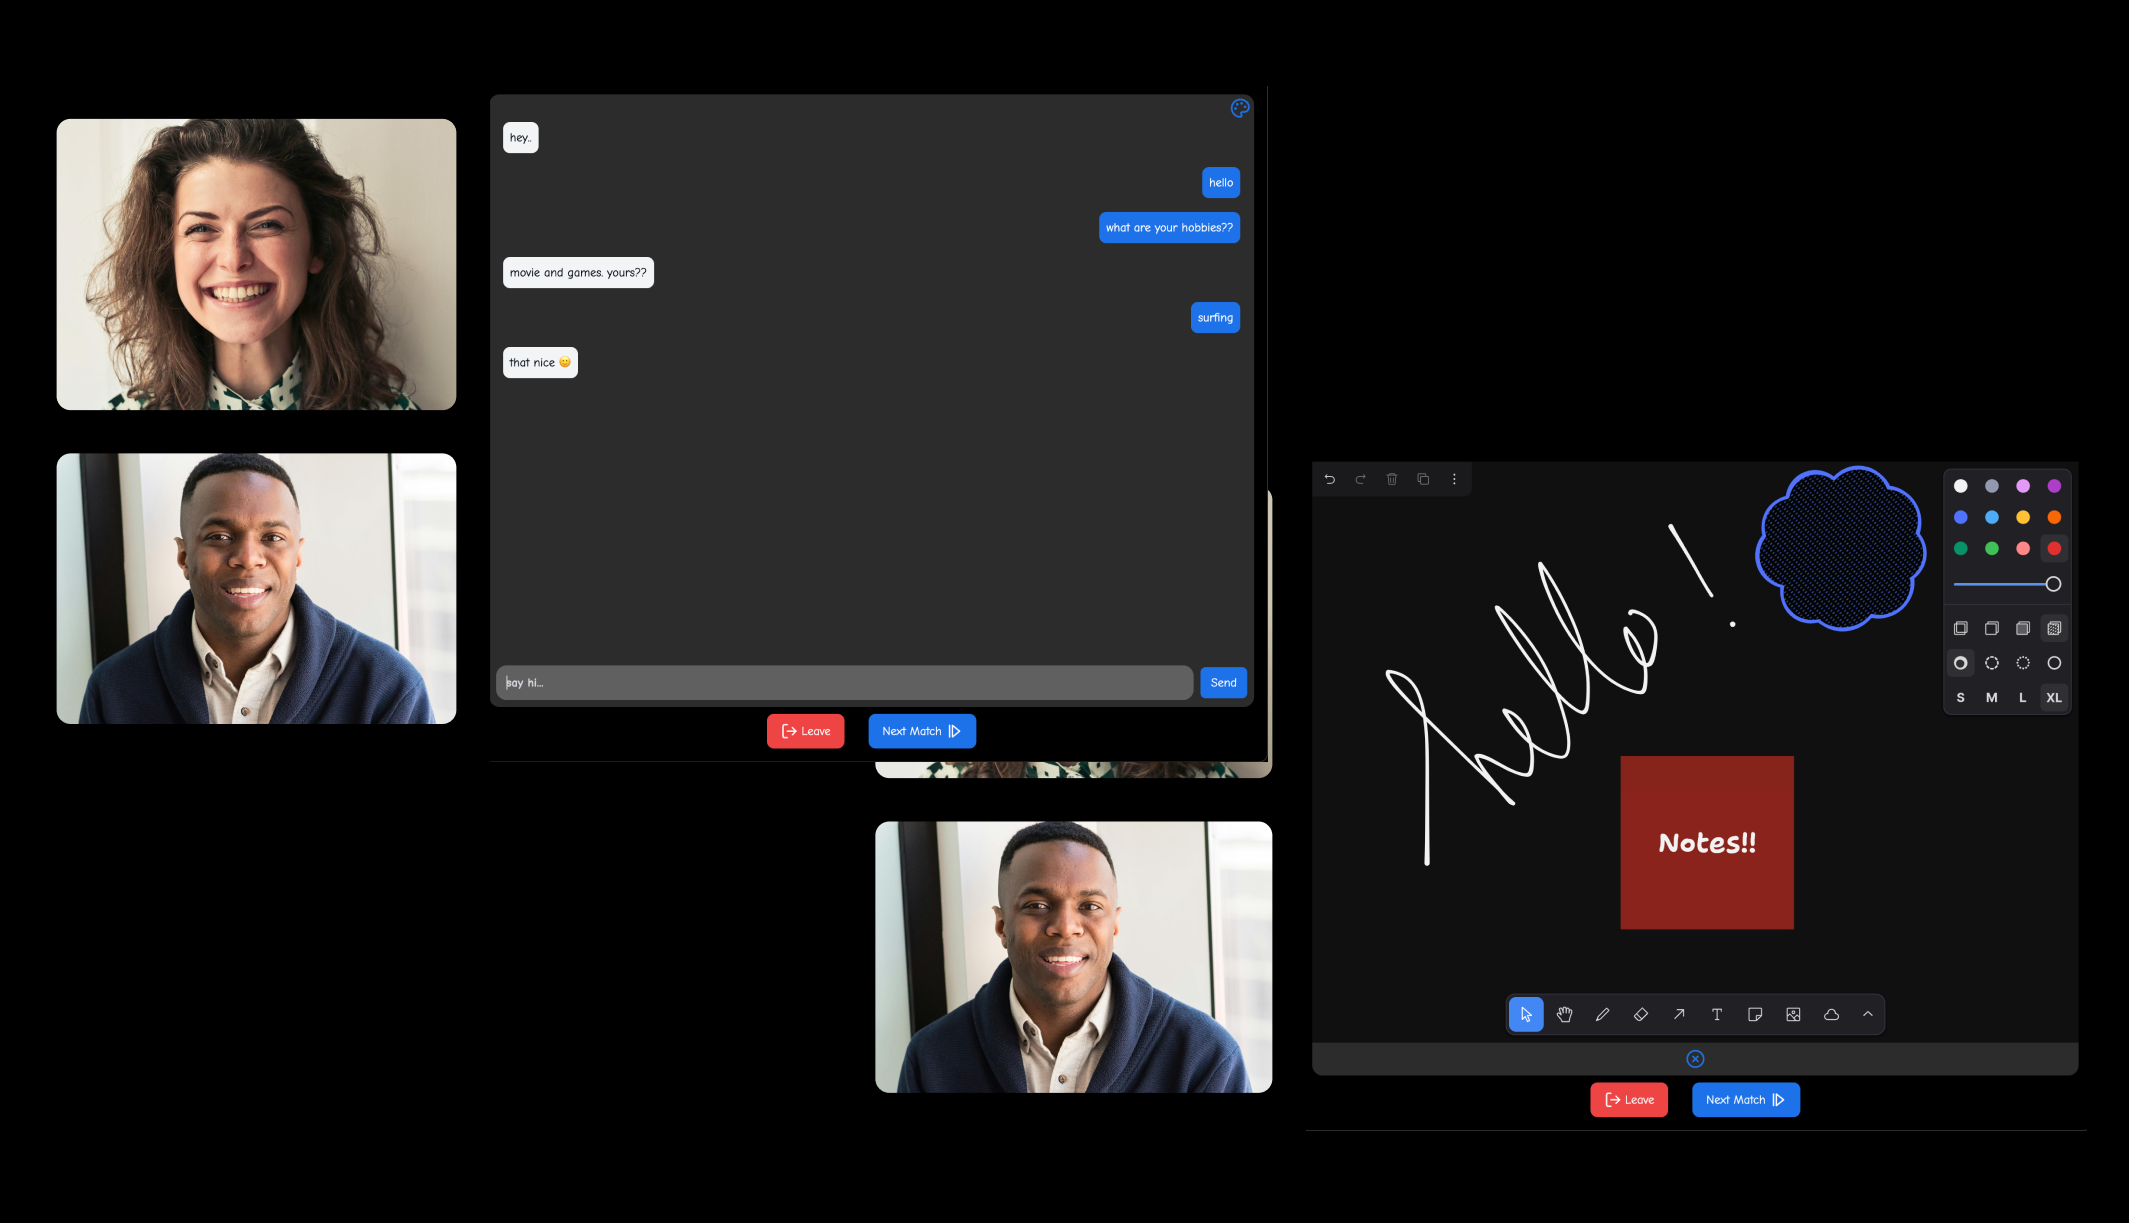 hey..
hello
what are your hobbies??
movie and games. yours??
surfing
that nice 😊
say hi...
Send
Leave
Next Match
hello!
S M L XL
Notes!!
Leave
Next Match